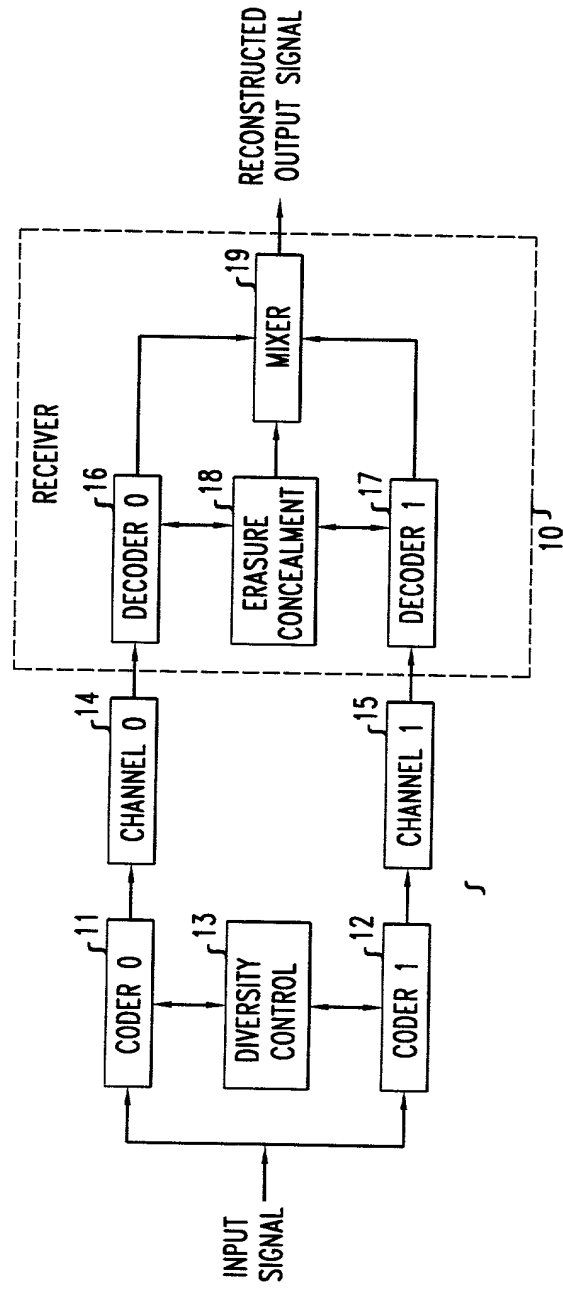 INPUT
SIGNAL
11
CODER 0
13
DIVERSITY
CONTROL
12
CODER 1
14
CHANNEL 0
15
CHANNEL 1
RECEIVER
16
DECODER 0
18
ERASURE
CONCEALMENT
17
DECODER 1
19
MIXER
10
RECONSTRUCTED
OUTPUT SIGNAL